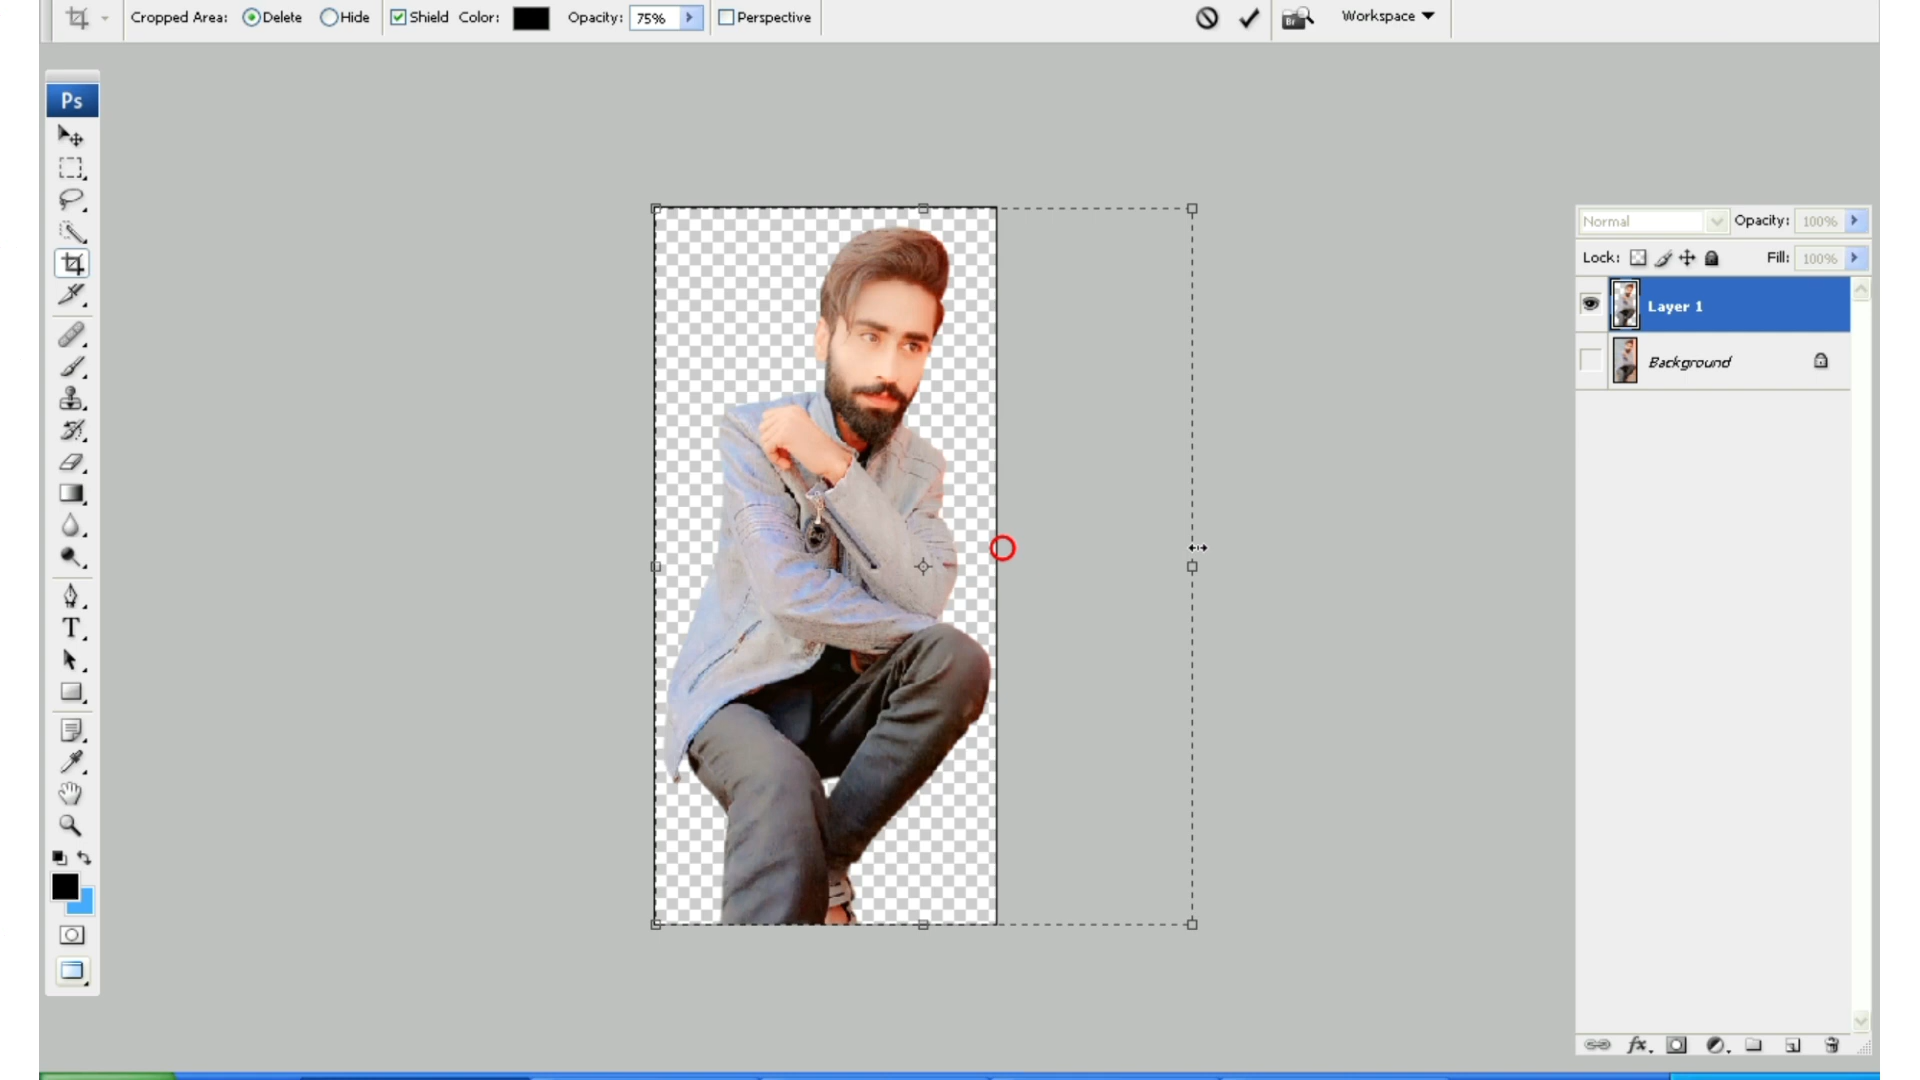 Cropped Area: Delete Hide Shield Color: Opacity: 75% Perspective Workspace
Ps
Normal Opacity: 100%
Lock: Fill: 100%
Layer 1
Background
T
fx